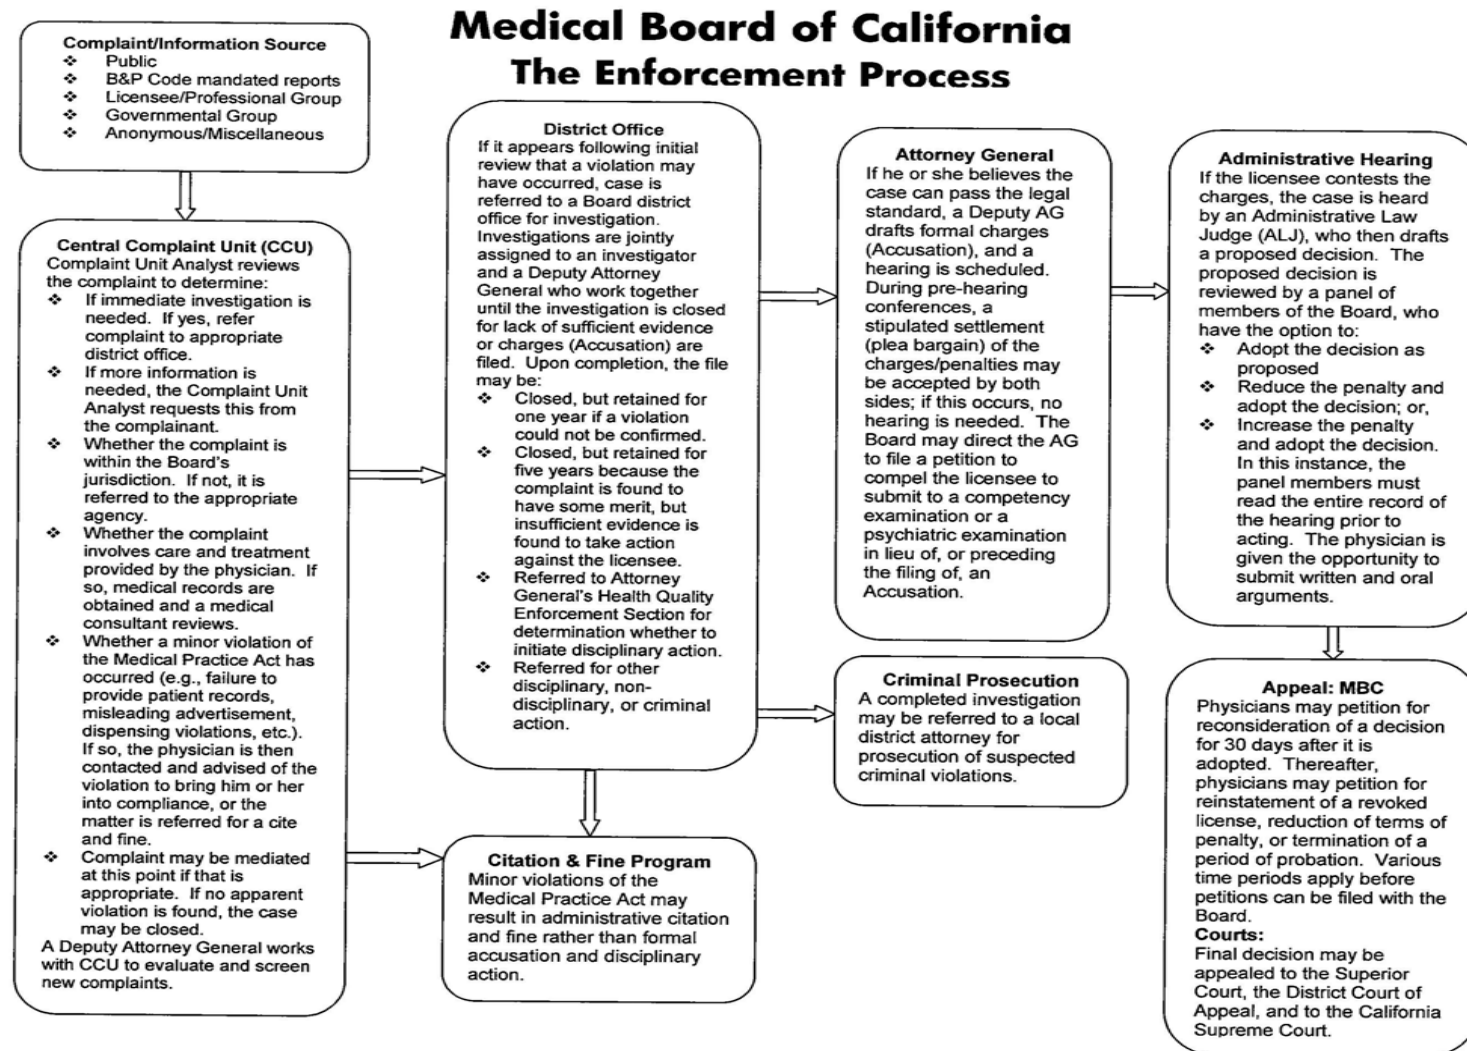 Medical Board of California
The Enforcement Process
Complaint/Information Source
❖ Public
❖ B&P Code mandated reports
❖ Licensee/Professional Group
❖ Governmental Group
❖ Anonymous/Miscellaneous
Central Complaint Unit (CCU)
Complaint Unit Analyst reviews
the complaint to determine:
❖ If immediate investigation is
needed. If yes, refer
complaint to appropriate
district office.
❖ If more information is
needed, the Complaint Unit
Analyst requests this from
the complainant.
❖ Whether the complaint is
within the Board's
jurisdiction. If not, it is
referred to the appropriate
agency.
❖ Whether the complaint
involves care and treatment
provided by the physician. If
so, medical records are
obtained and a medical
consultant reviews.
❖ Whether a minor violation of
the Medical Practice Act has
occurred (e.g., failure to
provide patient records,
misleading advertisement,
dispensing violations, etc.).
If so, the physician is then
contacted and advised of the
violation to bring him or her
into compliance, or the
matter is referred for a cite
and fine.
❖ Complaint may be mediated
at this point if that is
appropriate. If no apparent
violation is found, the case
may be closed.
A Deputy Attorney General works
with CCU to evaluate and screen
new complaints.
District Office
If it appears following initial
review that a violation may
have occurred, case is
referred to a Board district
office for investigation.
Investigations are jointly
assigned to an investigator
and a Deputy Attorney
General who work together
until the investigation is closed
for lack of sufficient evidence
or charges (Accusation) are
filed. Upon completion, the file
may be:
❖ Closed, but retained for
one year if a violation
could not be confirmed.
❖ Closed, but retained for
five years because the
complaint is found to
have some merit, but
insufficient evidence is
found to take action
against the licensee.
❖ Referred to Attorney
General's Health Quality
Enforcement Section for
determination whether to
initiate disciplinary action.
❖ Referred for other
disciplinary, non-
disciplinary, or criminal
action.
Citation & Fine Program
Minor violations of the
Medical Practice Act may
result in administrative citation
and fine rather than formal
accusation and disciplinary
action.
Attorney General
If he or she believes the
case can pass the legal
standard, a Deputy AG
drafts formal charges
(Accusation), and a
hearing is scheduled.
During pre-hearing
conferences, a
stipulated settlement
(plea bargain) of the
charges/penalties may
be accepted by both
sides; if this occurs, no
hearing is needed. The
Board may direct the AG
to file a petition to
compel the licensee to
submit to a competency
examination or a
psychiatric examination
in lieu of, or preceding
the filing of, an
Accusation.
Criminal Prosecution
A completed investigation
may be referred to a local
district attorney for
prosecution of suspected
criminal violations.
Administrative Hearing
If the licensee contests the
charges, the case is heard
by an Administrative Law
Judge (ALJ), who then drafts
a proposed decision. The
proposed decision is
reviewed by a panel of
members of the Board, who
have the option to:
❖ Adopt the decision as
proposed
❖ Reduce the penalty and
adopt the decision; or,
❖ Increase the penalty
and adopt the decision.
In this instance, the
panel members must
read the entire record of
the hearing prior to
acting. The physician is
given the opportunity to
submit written and oral
arguments.
Appeal: MBC
Physicians may petition for
reconsideration of a decision
for 30 days after it is
adopted. Thereafter,
physicians may petition for
reinstatement of a revoked
license, reduction of terms of
penalty, or termination of a
period of probation. Various
time periods apply before
petitions can be filed with the
Board.
Courts:
Final decision may be
appealed to the Superior
Court, the District Court of
Appeal, and to the California
Supreme Court.